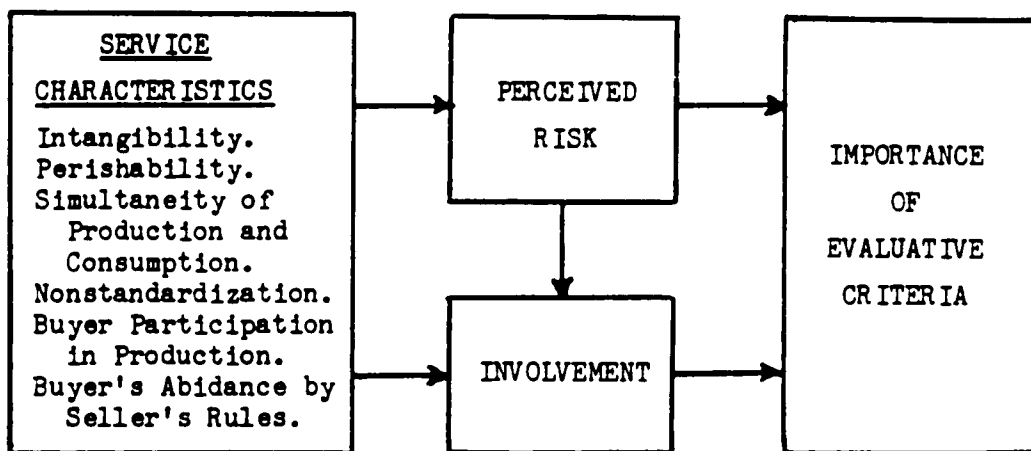 SERVICE
CHARACTERISTICS
Intangibility.
Perishability.
Simultaneity of
Production and
Consumption.
Nonstandardization.
Buyer Participation
in Production.
Buyer's Abidance by
Seller's Rules.
PERCEIVED
RISK
INVOLVEMENT
IMPORTANCE
OF
EVALUATIVE
CRITERIA